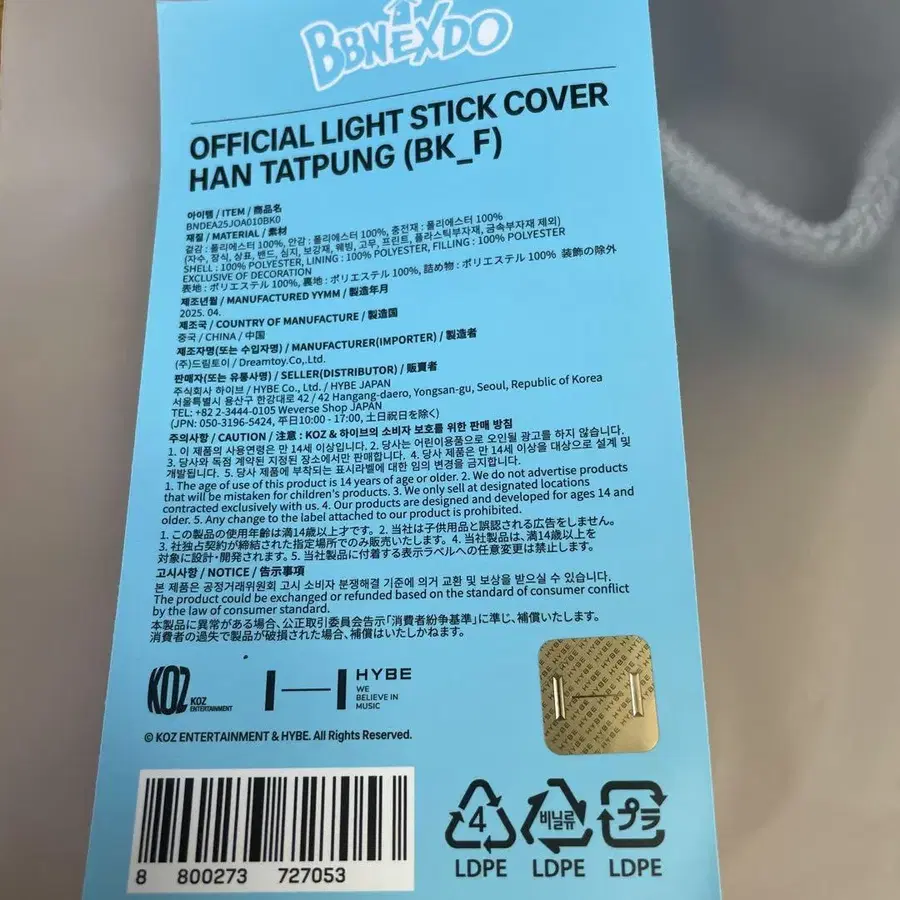 BBNEXDO
OFFICIAL LIGHT STICK COVER
HAN TATPUNG (BK_F)
아이템 / ITEM / 商品名
BNDEA25JOA010BK0
재질 / MATERIAL / 素材
겉감 : 폴리에스터 100%, 안감 : 폴리에스터 100%, 충전재 : 폴리에스터 100%
(자수, 장식, 상표, 밴드, 심지, 보강재, 웨빙, 고무, 프린트, 플라스틱부자재, 금속부자재 제외)
SHELL : 100% POLYESTER, LINING : 100% POLYESTER, FILLING : 100% POLYESTER
EXCLUSIVE OF DECORATION
表地 : ポリエステル 100%, 裏地 : ポリエステル 100%, 詰め物 : ポリエステル 100% 装飾の除外
제조년월 / MANUFACTURED YYMM / 製造年月
2025. 04.
제조국 / COUNTRY OF MANUFACTURE / 製造国
중국 / CHINA / 中国
제조자명(또는 수입자명) / MANUFACTURER(IMPORTER) / 製造者
(주)드림토이 / Dreamtoy.Co,.Ltd.
판매자(또는 유통사명) / SELLER(DISTRIBUTOR) / 販賣者
주식회사 하이브 / HYBE Co., Ltd. / HYBE JAPAN
서울특별시 용산구 한강대로 42 / 42 Hangang-daero, Yongsan-gu, Seoul, Republic of Korea
TEL: +82 2-3444-0105 Weverse Shop JAPAN
(JPN: 050-3196-5424, 平日10:00 - 17:00, 土日祝日を除く)
주의사항 / CAUTION / 注意 : KOZ & 하이브의 소비자 보호를 위한 판매 방침
1. 이 제품의 사용연령은 만 14세 이상입니다. 2. 당사는 어린이용품으로 오인될 광고를 하지 않습니다.
3. 당사와 독점 계약된 지정된 장소에서만 판매합니다. 4. 당사 제품은 만 14세 이상을 대상으로 설계 및
개발됩니다. 5. 당사 제품에 부착되는 표시라벨에 대한 임의 변경을 금지합니다.
1. The age of use of this product is 14 years of age or older. 2. We do not advertise products
that will be mistaken for children's products. 3. We only sell at designated locations
contracted exclusively with us. 4. Our products are designed and developed for ages 14 and
older. 5. Any change to the label attached to our product is prohibited.
1. この製品の使用年齢は満14歳以上才です。 2. 当社は子供用品と誤認される広告をしません。
3. 社独占契約が締結された指定場所でのみ販売いたします。 4. 当社製品は、満14歳以上を
対象に設計・開発されます。 5. 当社製品に付着する表示ラベルへの任意変更は禁止します。
고시사항 / NOTICE / 告示事項
본 제품은 공정거래위원회 고시 소비자 분쟁해결 기준에 의거 교환 및 보상을 받으실 수 있습니다.
The product could be exchanged or refunded based on the standard of consumer conflict
by the law of consumer standard.
本製品に異常がある場合、公正取引委員会告示「消費者紛争基準」に準じ、補償いたします。
消費者の過失で製品が破損された場合、補償はいたしかねます。
KOZ KOZ ENTERTAINMENT
HYBE
WE
BELIEVE IN
MUSIC
© KOZ ENTERTAINMENT & HYBE. All Rights Reserved.
8 800273 727053
4 비닐류 プラ
LDPE LDPE LDPE